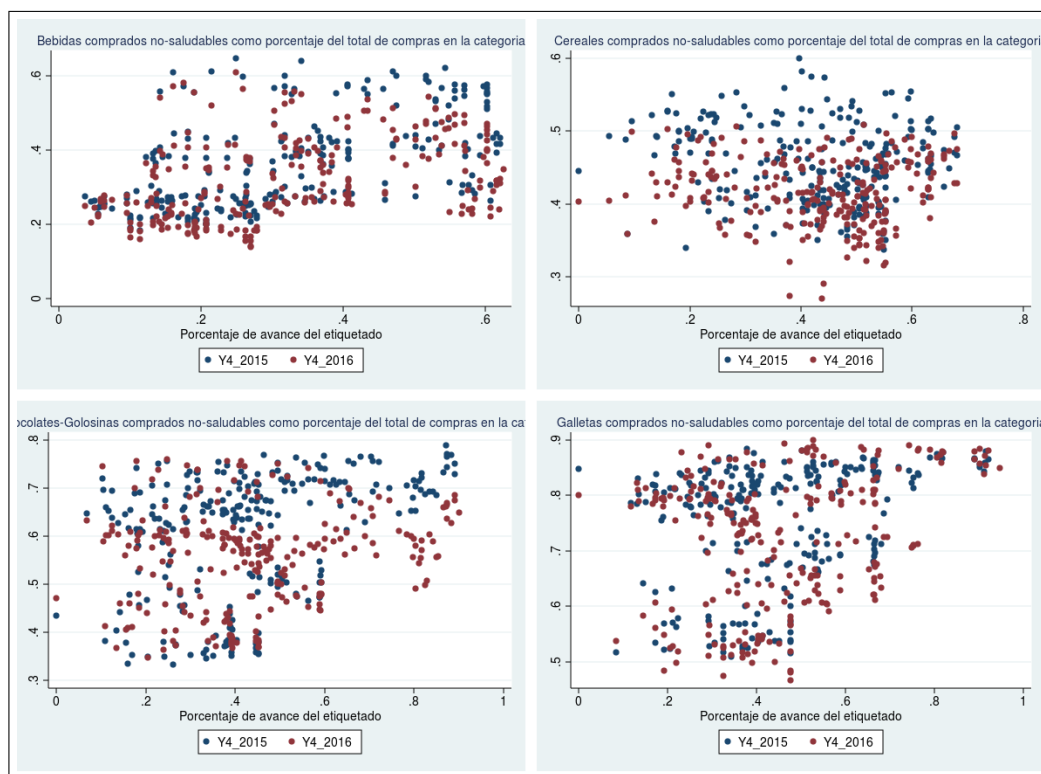 Bebidas comprados no-saludables como porcentaje del total de compras en la categoria
.6
.4
.2
0
0 .2 .4 .6
Porcentaje de avance del etiquetado
Y4_2015 Y4_2016
Cereales comprados no-saludables como porcentaje del total de compras en la categori
.6
.5
.4
.3
0 .2 .4 .6 .8
Porcentaje de avance del etiquetado
Y4_2015 Y4_2016
ocolates-Golosinas comprados no-saludables como porcentaje del total de compras en la cat
.8
.7
.6
.5
.4
.3
0 .2 .4 .6 .8 1
Porcentaje de avance del etiquetado
Y4_2015 Y4_2016
Galletas comprados no-saludables como porcentaje del total de compras en la categoria
.9
.8
.7
.6
.5
0 .2 .4 .6 .8 1
Porcentaje de avance del etiquetado
Y4_2015 Y4_2016